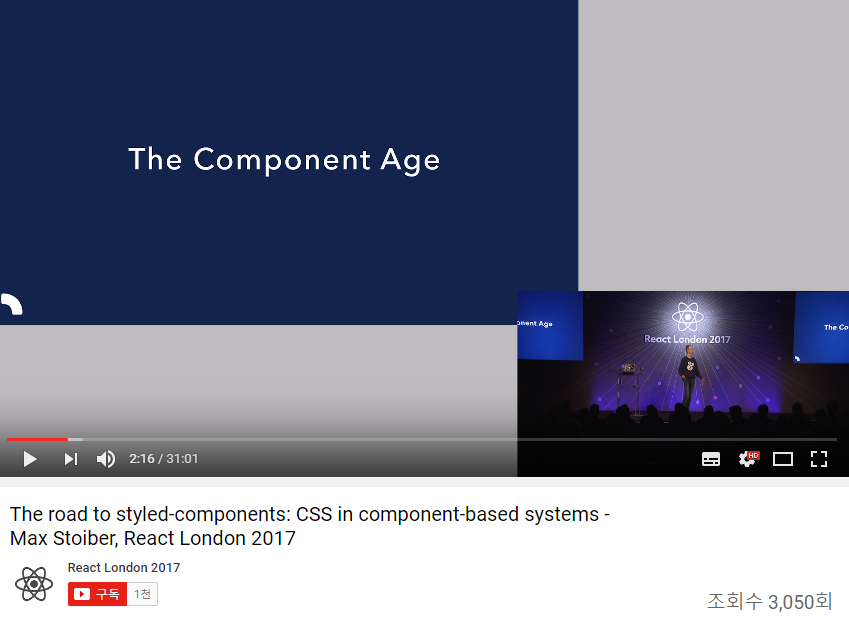 The Component Age
onent Age
React London 2017
The Co
2:16 / 31:01
HD
The road to styled-components: CSS in component-based systems -
Max Stoiber, React London 2017
React London 2017
구독 1천
조회수 3,050회